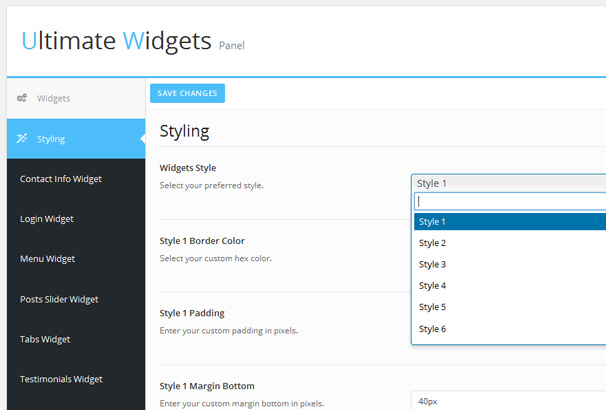 Ultimate Widgets Panel
Widgets
SAVE CHANGES
Styling
Styling
Contact Info Widget
Login Widget
Menu Widget
Posts Slider Widget
Tabs Widget
Testimonials Widget
Widgets Style
Select your preferred style.
Style 1
Style 1
Style 2
Style 3
Style 4
Style 5
Style 6
Style 1 Border Color
Select your custom hex color.
Style 1 Padding
Enter your custom padding in pixels.
Style 1 Margin Bottom
Enter your custom margin bottom in pixels.
40px